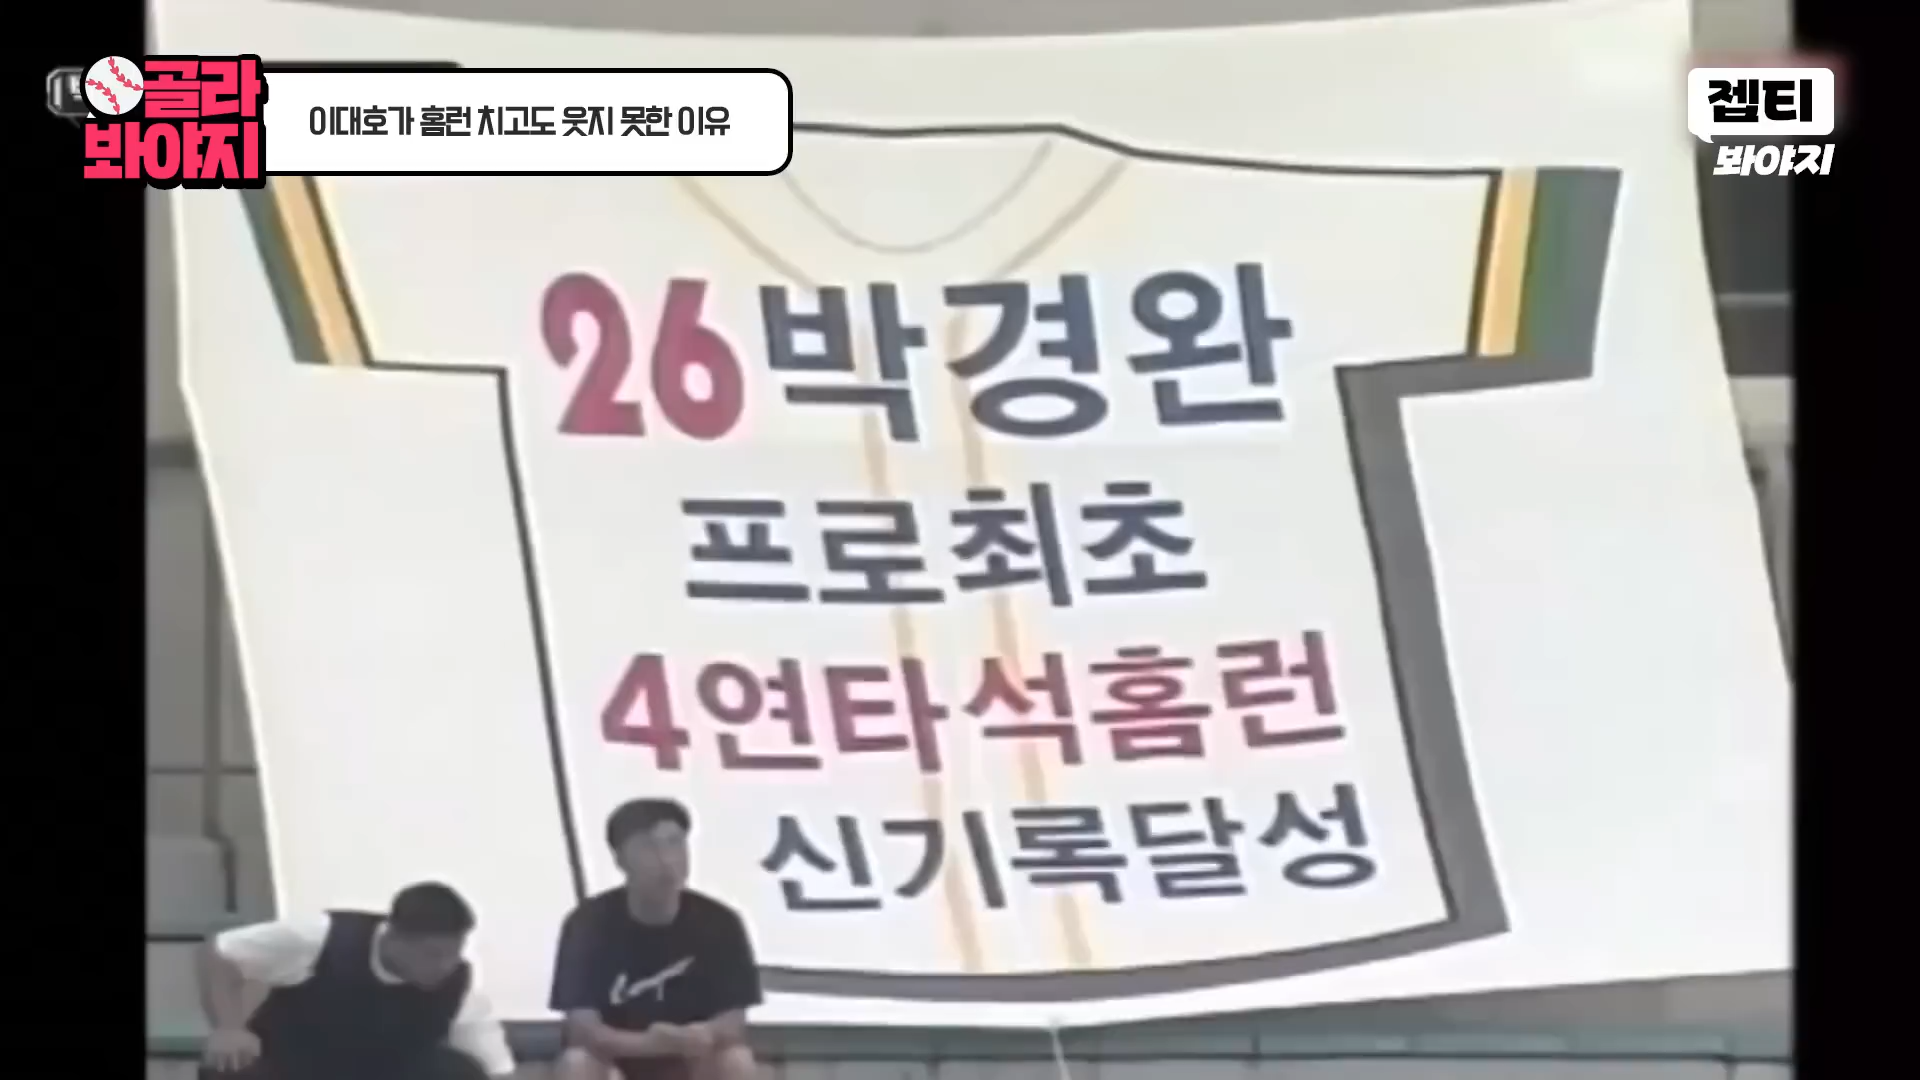 골라
봐야지
이대호가 홈런 치고도 웃지 못한 이유
젭티
봐야지
26 박경완
프로최초
4연타석홈런
신기록달성